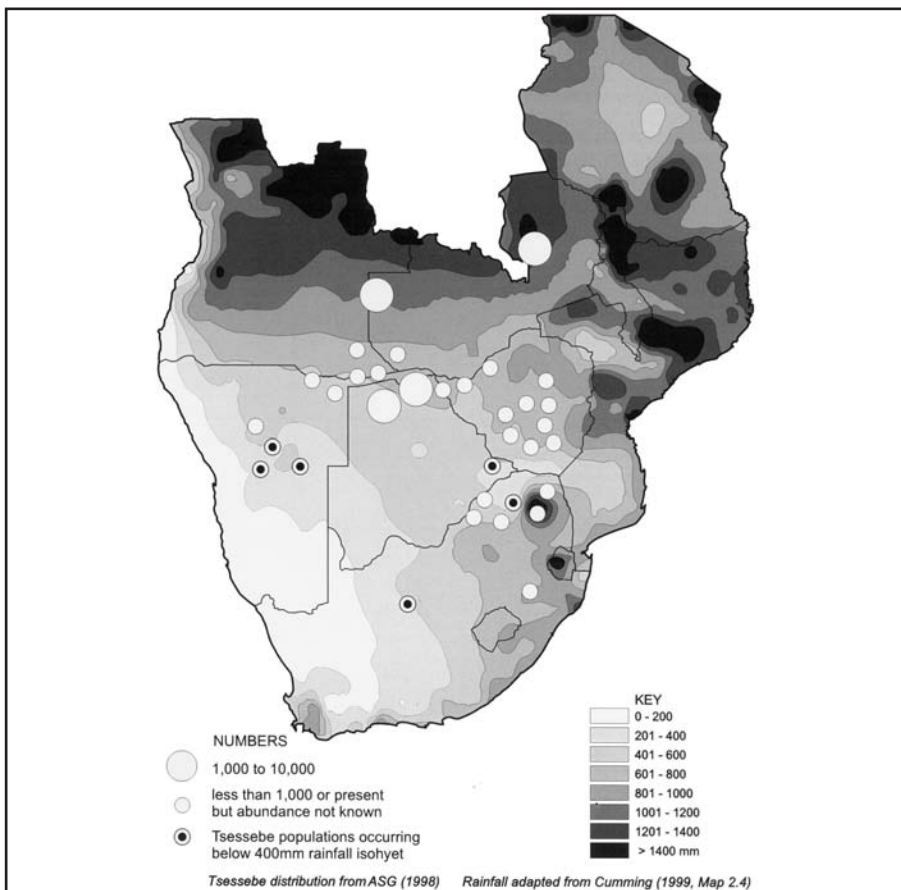 KEY
0 - 200
201 - 400
401 - 600
601 - 800
801 - 1000
1001 - 1200
1201 - 1400
> 1400 mm
NUMBERS
1,000 to 10,000
less than 1,000 or present
but abundance not known
Tsessebe populations occurring
below 400mm rainfall isohyet
Tsessebe distribution from ASG (1998) Rainfall adapted from Cumming (1999, Map 2.4)